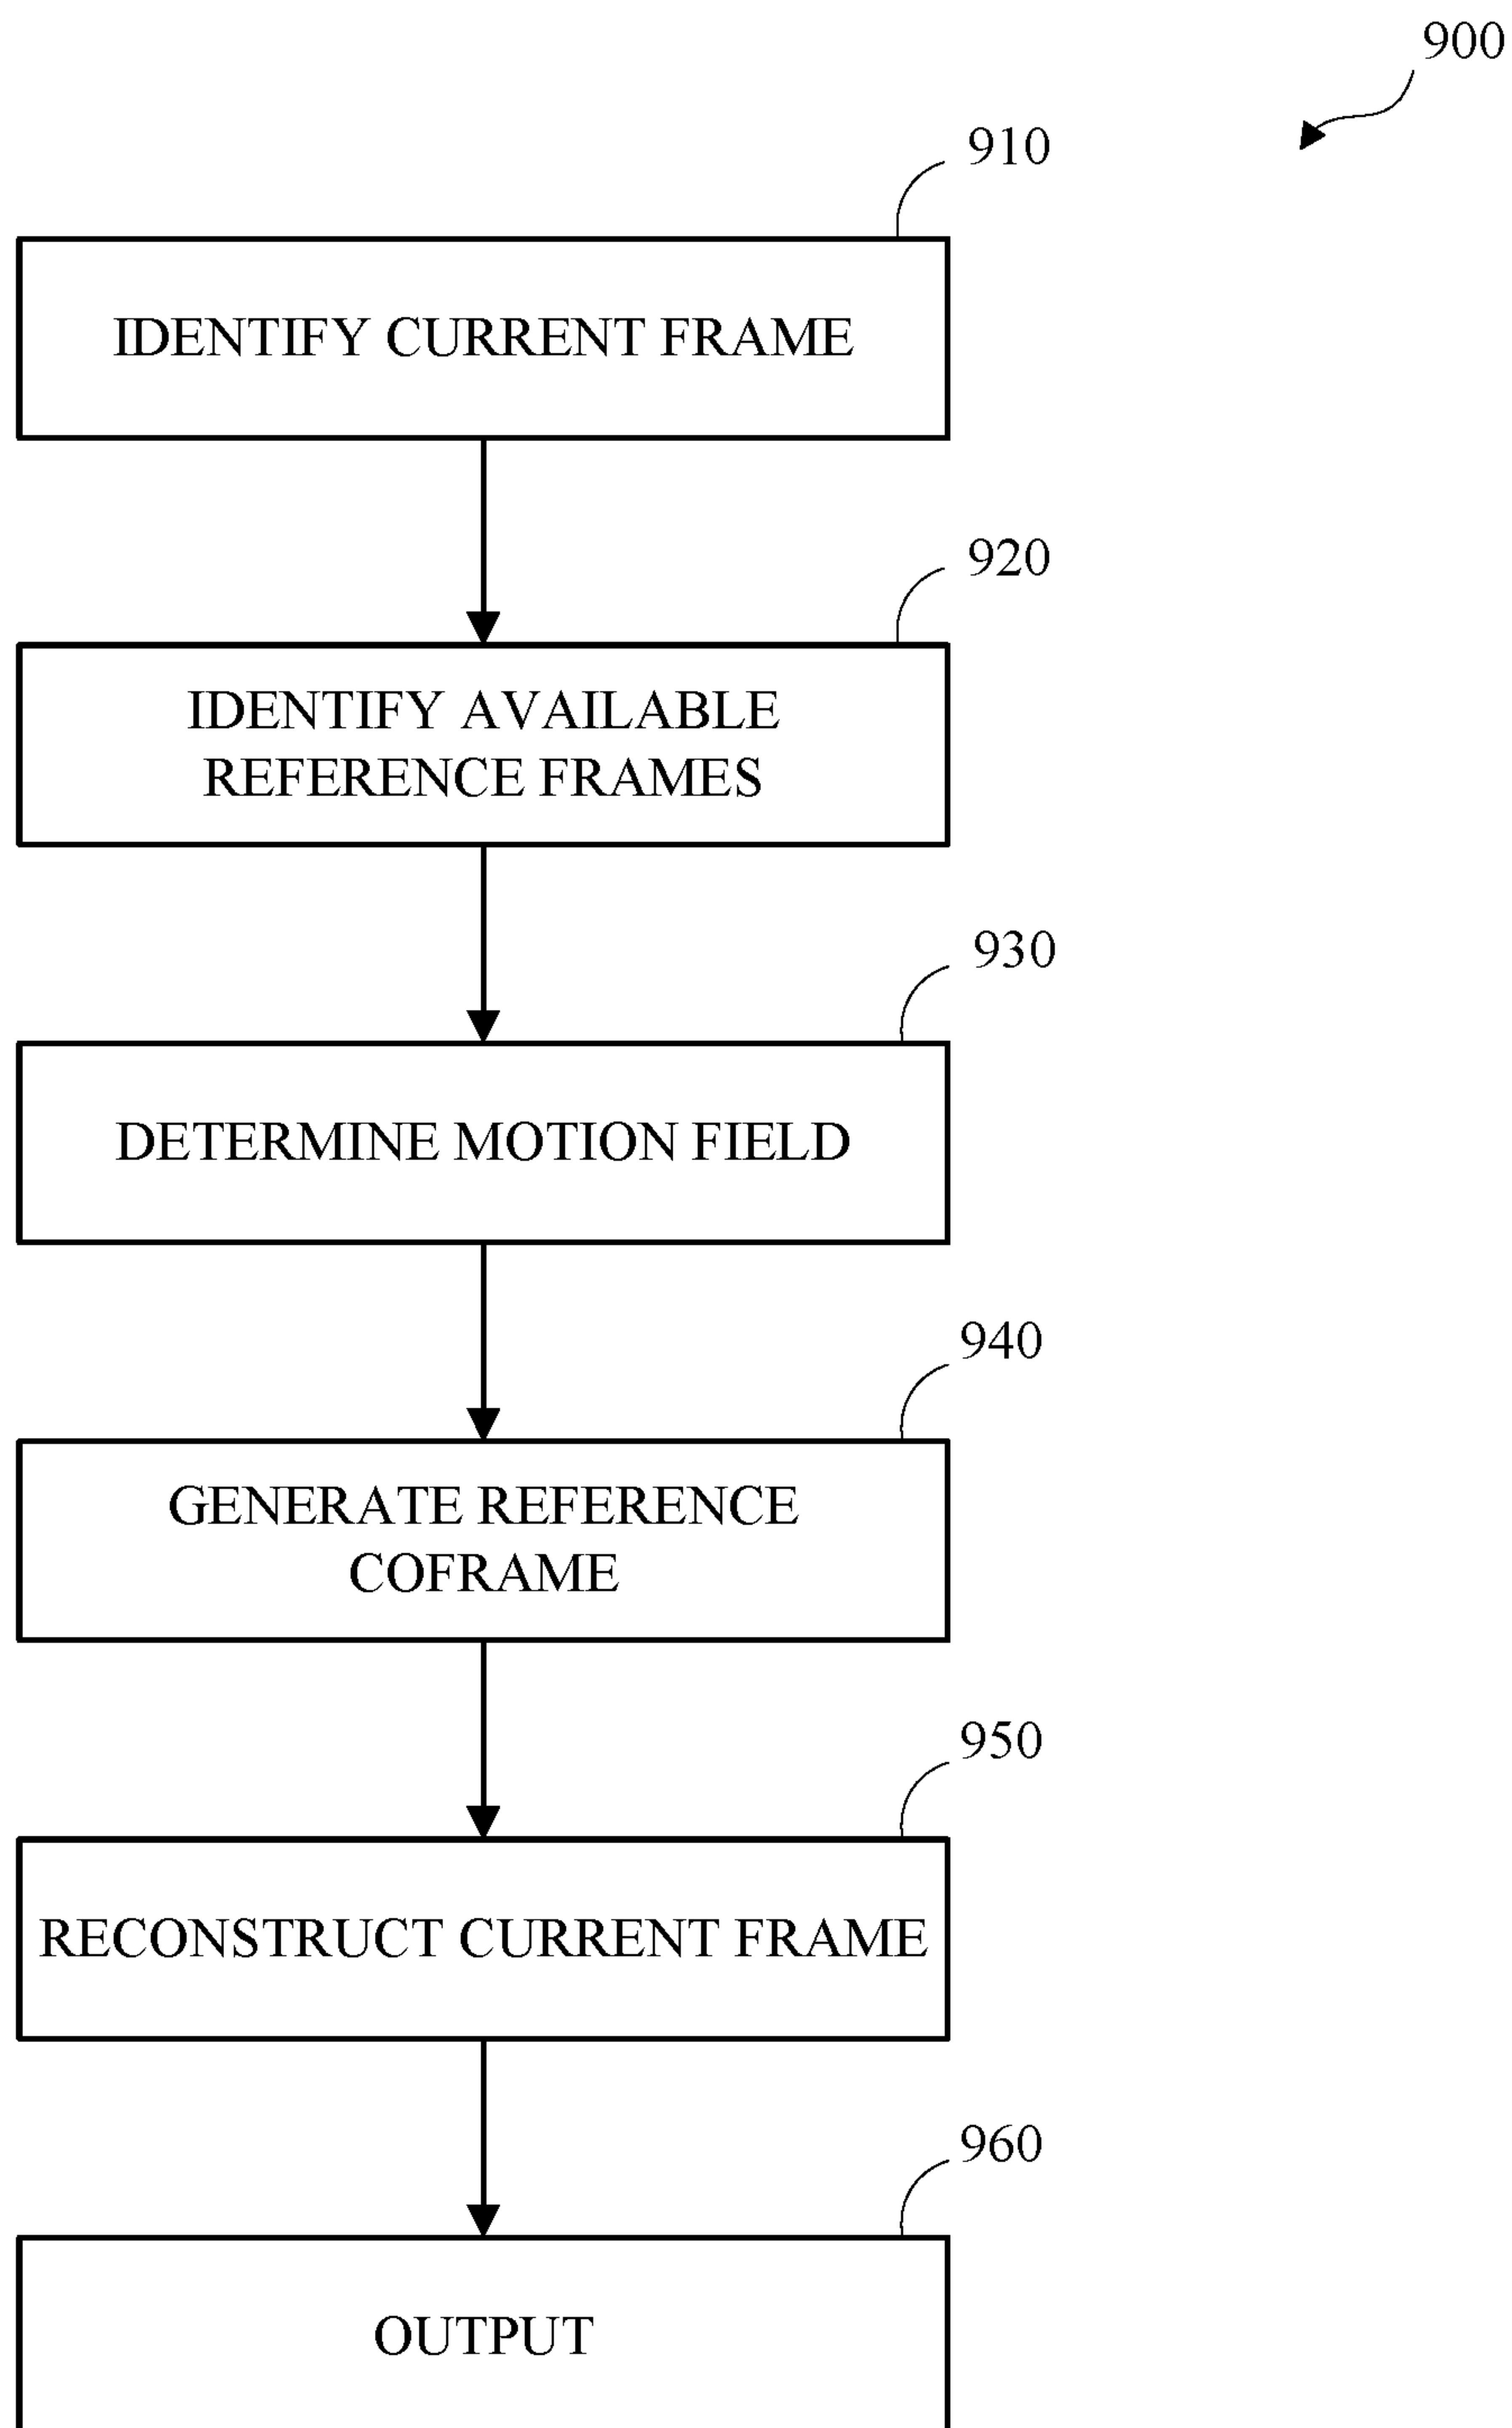 900
910
IDENTIFY CURRENT FRAME
920
IDENTIFY AVAILABLE
REFERENCE FRAMES
930
DETERMINE MOTION FIELD
940
GENERATE REFERENCE
COFRAME
950
RECONSTRUCT CURRENT FRAME
960
OUTPUT